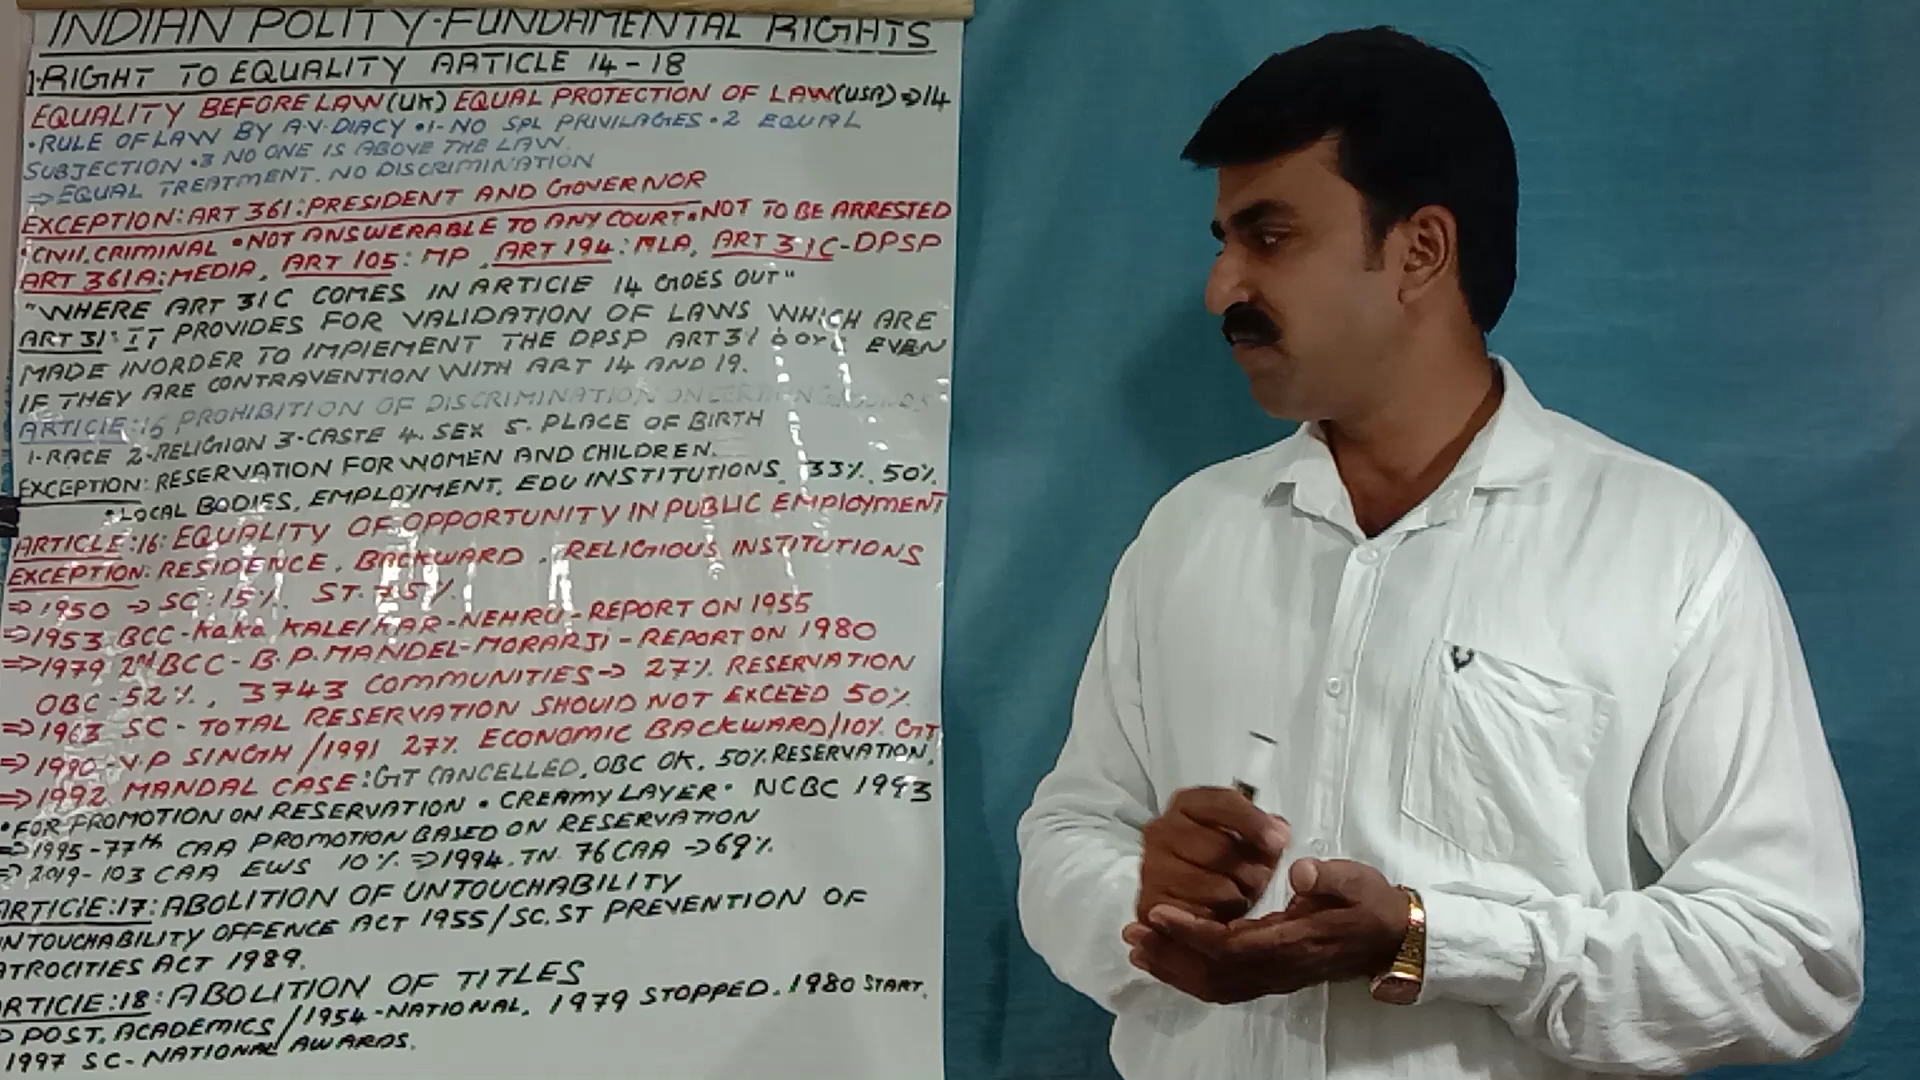 INDIAN POLITY-FUNDAMENTAL RIGHTS
1.RIGHT TO EQUALITY ARTICLE 14-18
EQUALITY BEFORE LAW(UK) EQUAL PROTECTION OF LAW(USA)⇒14
•RULE OF LAW BY A.V.DIACY •1-NO SPL PRIVILAGES •2 EQUAL
SUBJECTION •3 NO ONE IS ABOVE THE LAW.
⇒EQUAL TREATMENT. NO DISCRIMINATION
EXCEPTION: ART 361: PRESIDENT AND GOVERNOR
•CIVIL.CRIMINAL •NOT ANSWERABLE TO ANY COURT•NOT TO BE ARRESTED
ART 361A:MEDIA, ART 105: MP, ART 194: MLA, ART 31C-DPSP
"WHERE ART 31C COMES IN ARTICIE 14 GOES OUT"
ART 31: IT PROVIDES FOR VALIDATION OF LAWS WHICH ARE
MADE INORDER TO IMPIEMENT THE DPSP ART 31 EVEN
IF THEY ARE CONTRAVENTION WITH ART 14 AND 19.
ARTICIE:16 PROHIBITION OF DISCRIMINATION ON
1-RACE 2-RELIGION 3-CASTE 4. SEX 5. PLACE OF BIRTH
EXCEPTION: RESERVATION FOR WOMEN AND CHILDREN.
•LOCAL BODIES, EMPLOYMENT. EDU INSTITUTIONS. 33%. 50%.
ARTICLE:16: EQUALITY OF OPPORTUNITY IN PUBLIC EMPLOYMENT
EXCEPTION: RESIDENCE, BACKWARD, RELIGIOUS INSTITUTIONS
⇒1950 → SC:15%. ST.
⇒1953 BCC-KaKa KALELKAR-NEHRU-REPORT ON 1955
⇒1979 2nd BCC-B.P.MANDEL-MORARJI-REPORT ON 1980
OBC-52%, 3743 COMMUNITIES→ 27% RESERVATION
⇒1963 SC-TOTAL RESERVATION SHOULD NOT EXCEED 50%
⇒1990-V.P SINGH/1991 27% ECONOMIC BACKWARD/10% GT
⇒1992 MANDAL CASE:GT CANCELLED, OBC OK, 50% RESERVATION,
•FOR PROMOTION ON RESERVATION • CREAMY LAYER• NCBC 1993
⇒1995-77th CAA PROMOTION BASED ON RESERVATION
⇒2019-103 CAA EWS 10% ⇒1994. TN 76 CAA →69%.
ARTICIE:17: ABOLITION OF UNTOUCHABILITY
NTOUCHABILITY OFFENCE ACT 1955/SC.ST PREVENTION OF
ATROCITIES ACT 1989.
ARTICIE:18: ABOLITION OF TITLES
POST, ACADEMICS/1954-NATIONAL, 1979 STOPPED. 1980 START.
1997 SC-NATIONAL AWARDS.